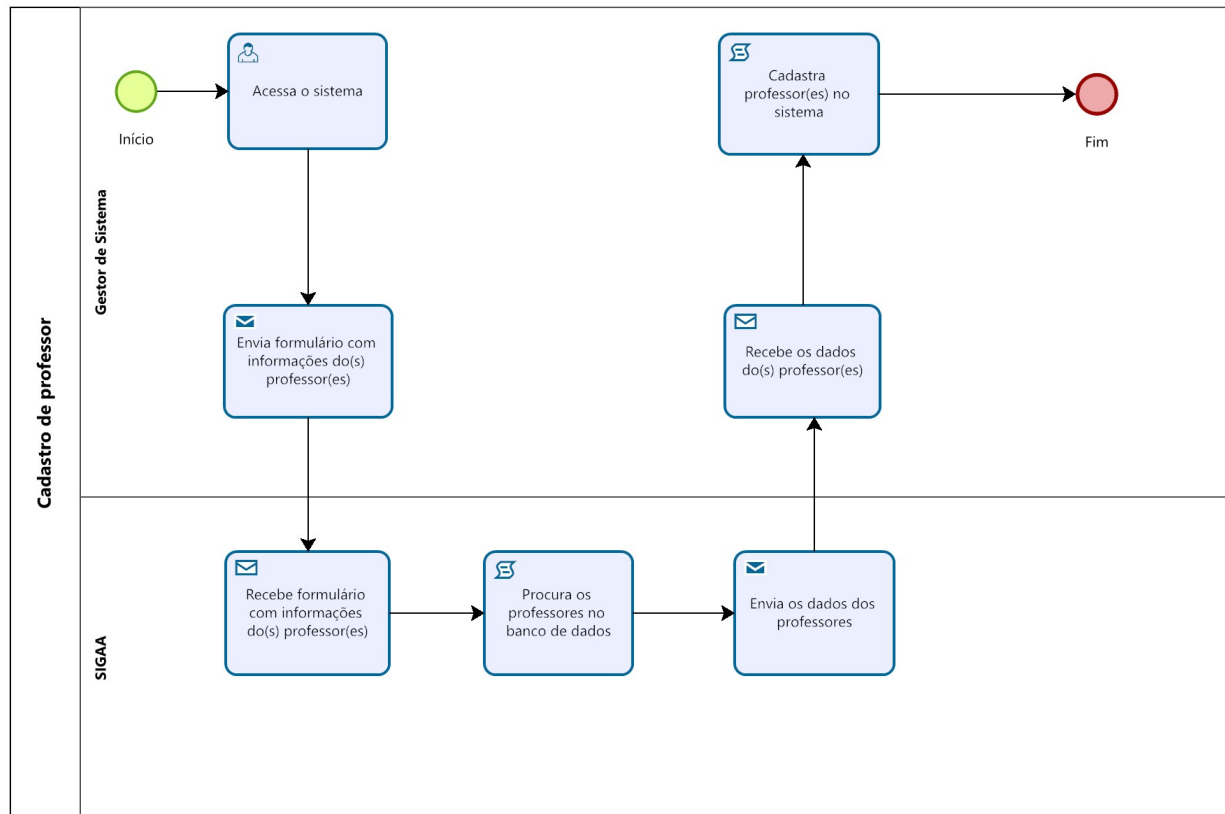 Cadastro de professor
Gestor de Sistema
Início
Acessa o sistema
Envia formulário com
informações do(s)
professor(es)
Cadastra
professor(es) no
sistema
Fim
Recebe os dados
do(s) professor(es)
SIGAA
Recebe formulário
com informações
do(s) professor(es)
Procura os
professores no
banco de dados
Envia os dados dos
professores